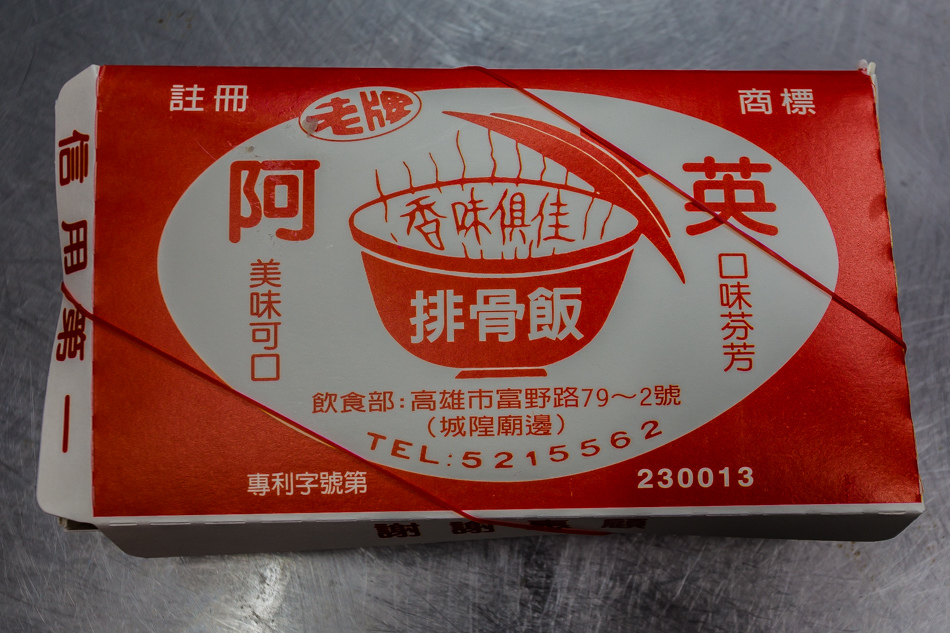 註冊
商標
老牌
阿
英
香味俱佳
排骨飯
美味可口
口味芬芳
飲食部:高雄市富野路79～2號
(城隍廟邊)
TEL:5215562
專利字號第
230013
信用第一
謝謝惠顧